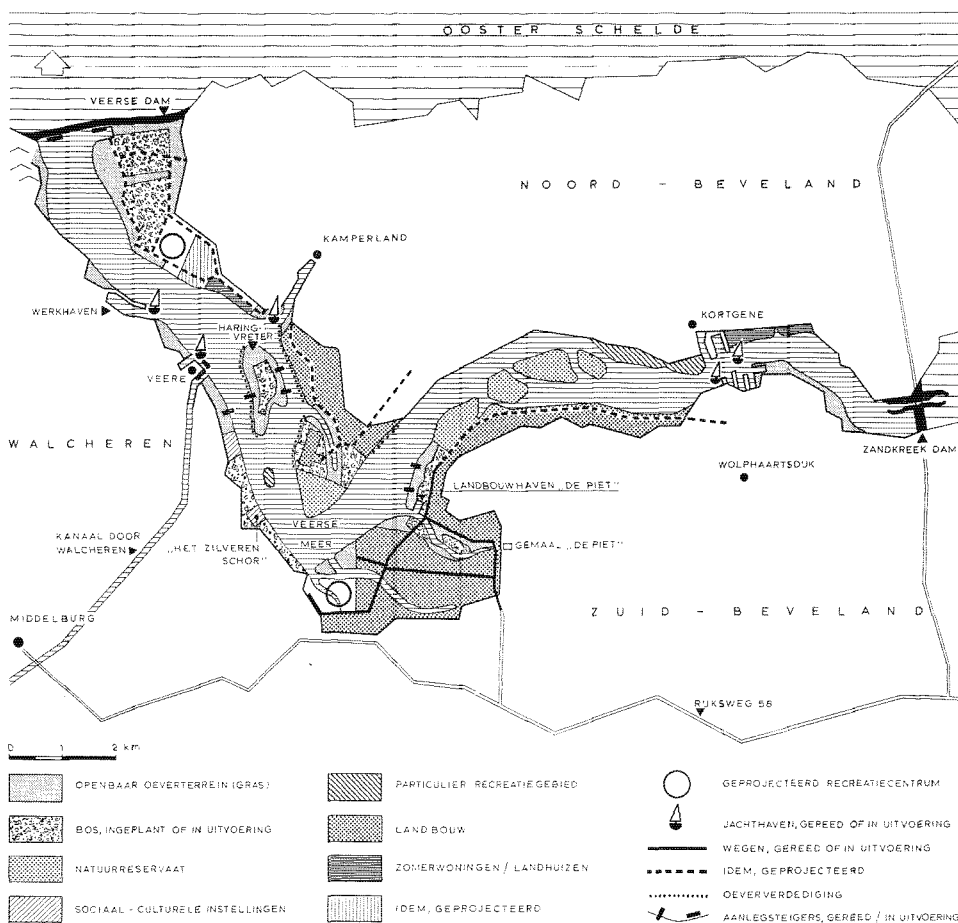 OOSTER SCHELDE
VEERSE DAM
NOORD - BEVELAND
KAMPERLAND
WERKHAVEN
HARING-
VRETER
KORTGENE
VEERE
WALCHEREN
ZANDKREEK DAM
WOLPHAARTSDIJK
LANDBOUWHAVEN „DE PIET"
VEERSE
MEER
KANAAL DOOR
WALCHEREN
„HET ZILVEREN
SCHOR"
GEMAAL „DE PIET"
ZUID - BEVELAND
MIDDELBURG
RIJKSWEG 58
0 1 2 km
OPENBAAR OEVERTERREIN (GRAS)
BOS, INGEPLANT OF IN UITVOERING
NATUURRESERVAAT
SOCIAAL - CULTURELE INSTELLINGEN
PARTICULIER RECREATIEGEBIED
LANDBOUW
ZOMERWONINGEN / LANDHUIZEN
IDEM, GEPROJECTEERD
GEPROJECTEERD RECREATIECENTRUM
JACHTHAVEN, GEREED OF IN UITVOERING
WEGEN, GEREED OF IN UITVOERING
IDEM, GEPROJECTEERD
OEVERVERDEDIGING
AANLEGSTEIGERS, GEREED / IN UITVOERING